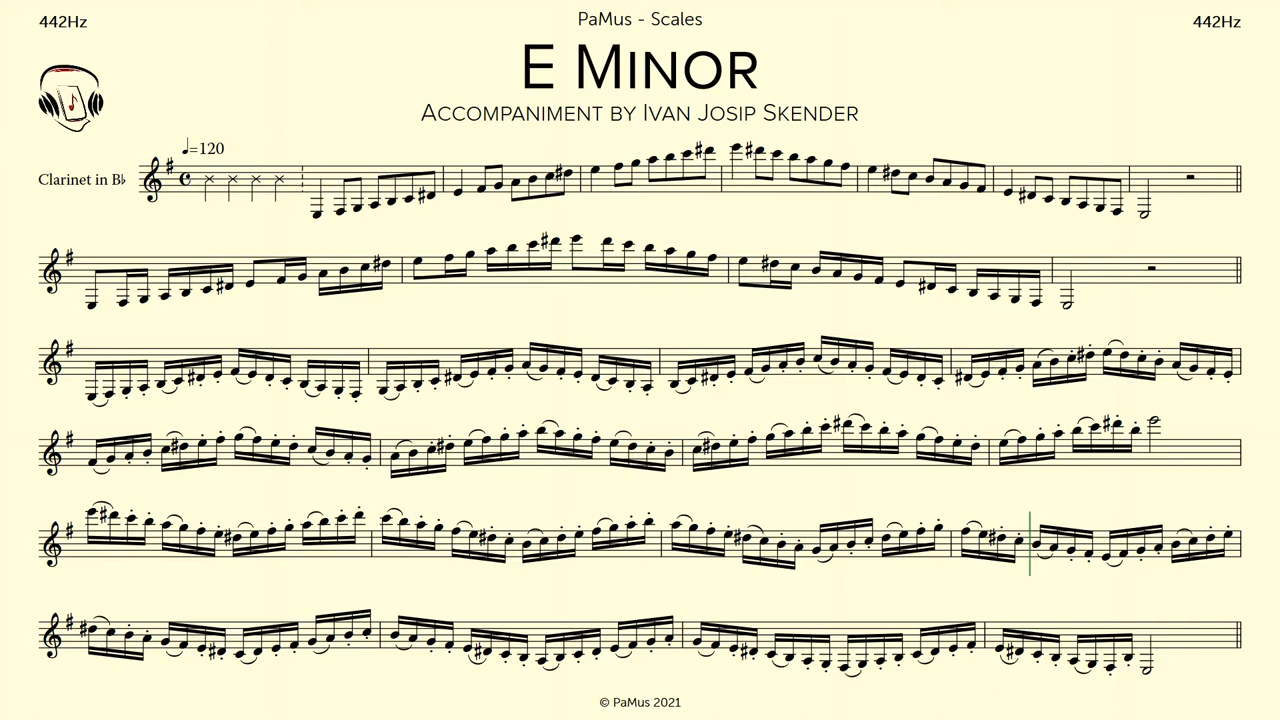 442Hz
PaMus - Scales
442Hz
E Minor
Accompaniment by Ivan Josip Skender
♩=120
Clarinet in B♭
© PaMus 2021